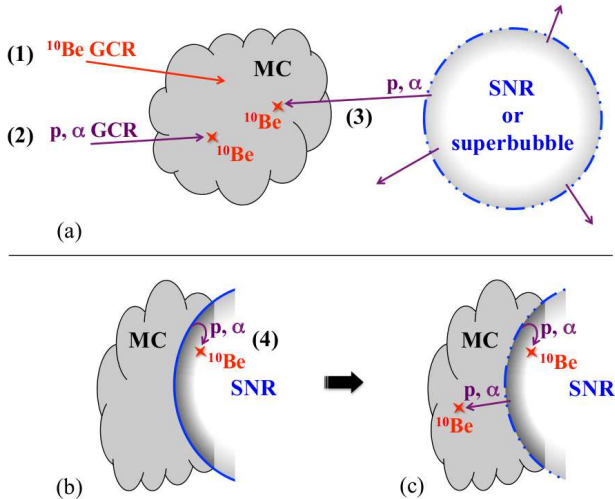 (1)
¹⁰Be GCR
MC
p, α
¹⁰Be
(3)
SNR
or
superbubble
(2)
p, α GCR
¹⁰Be
(a)
MC
p, α
(4)
¹⁰Be
SNR
(b)
MC
p, α
¹⁰Be
p, α
SNR
¹⁰Be
(c)